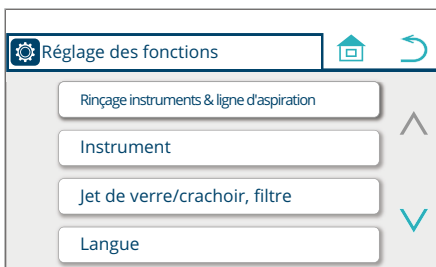 Réglage des fonctions
Rinçage instruments & ligne d'aspiration
Instrument
Jet de verre/crachoir, filtre
Langue